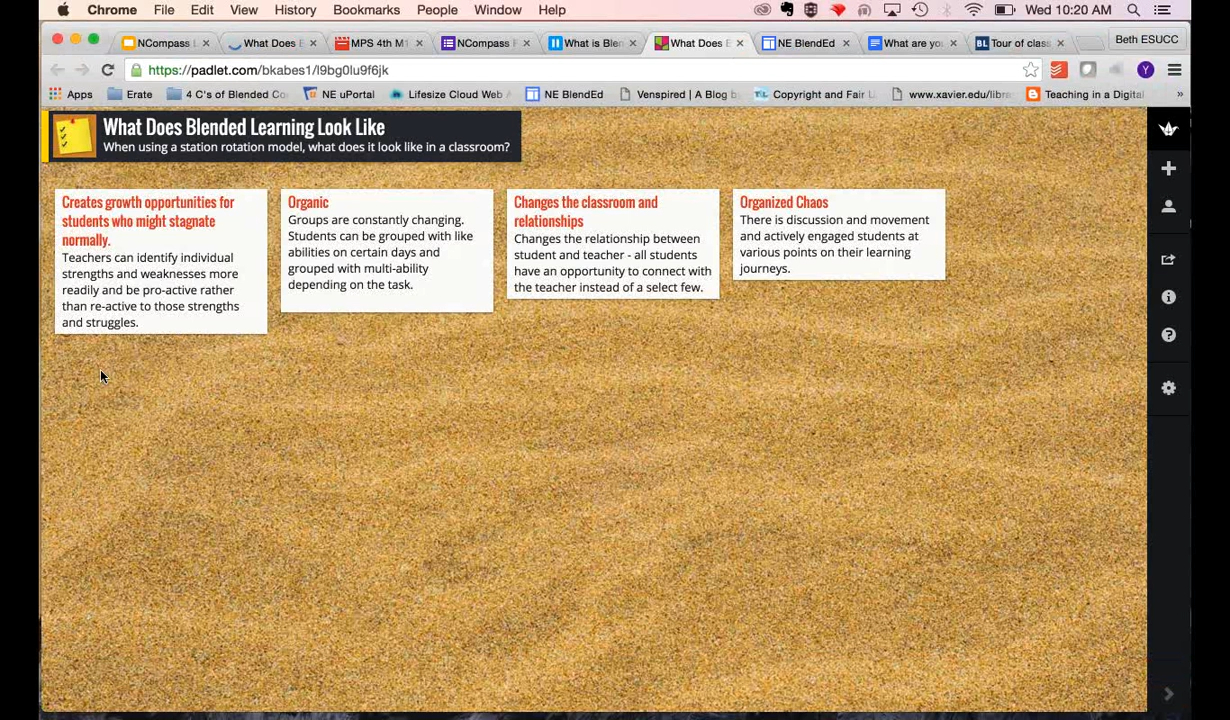 Chrome File Edit View History Bookmarks People Window Help Wed 10:20 AM
NCompass L What Does B MPS 4th M1 NCompass F What is Blen What Does B NE BlendEd What are you Tour of class Beth ESUCC
https://padlet.com/bkabes1/l9bg0lu9f6jk
Apps Erate 4 C's of Blended Co NE uPortal Lifesize Cloud Web NE BlendEd Venspired | A Blog b Copyright and Fair U www.xavier.edu/libra Teaching in a Digital »
What Does Blended Learning Look Like
When using a station rotation model, what does it look like in a classroom?
Creates growth opportunities for
students who might stagnate
normally.
Teachers can identify individual
strengths and weaknesses more
readily and be pro-active rather
than re-active to those strengths
and struggles.
Organic
Groups are constantly changing.
Students can be grouped with like
abilities on certain days and
grouped with multi-ability
depending on the task.
Changes the classroom and
relationships
Changes the relationship between
student and teacher - all students
have an opportunity to connect with
the teacher instead of a select few.
Organized Chaos
There is discussion and movement
and actively engaged students at
various points on their learning
journeys.